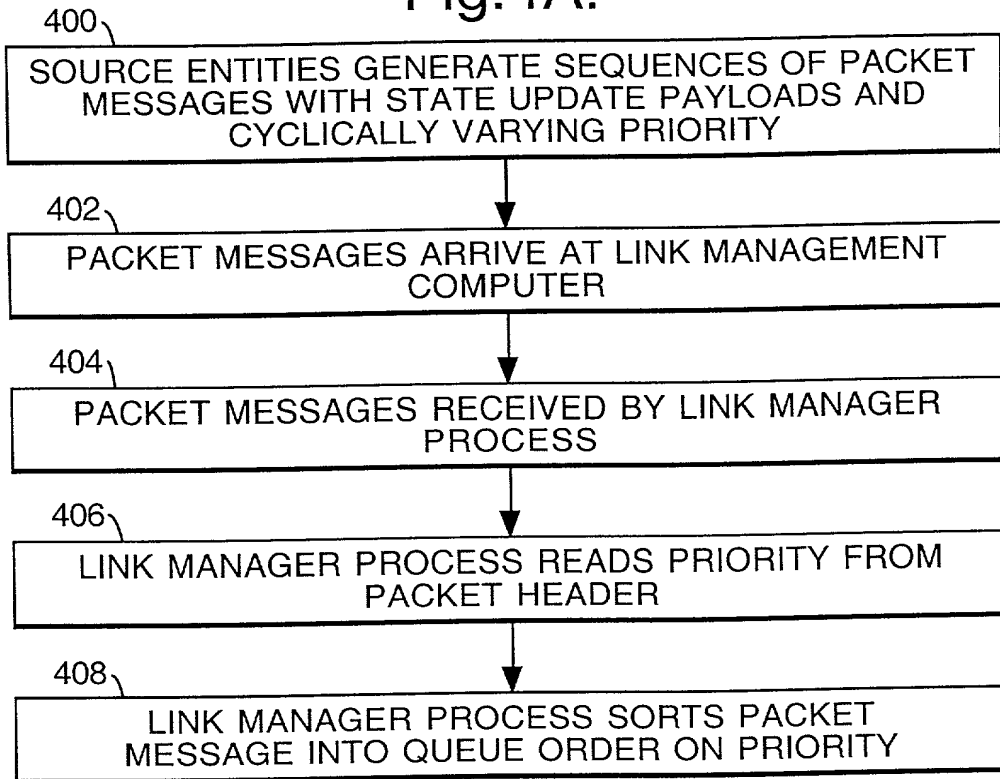 Fig. 4A.
400
SOURCE ENTITIES GENERATE SEQUENCES OF PACKET
MESSAGES WITH STATE UPDATE PAYLOADS AND
CYCLICALLY VARYING PRIORITY
402
PACKET MESSAGES ARRIVE AT LINK MANAGEMENT
COMPUTER
404
PACKET MESSAGES RECEIVED BY LINK MANAGER
PROCESS
406
LINK MANAGER PROCESS READS PRIORITY FROM
PACKET HEADER
408
LINK MANAGER PROCESS SORTS PACKET
MESSAGE INTO QUEUE ORDER ON PRIORITY